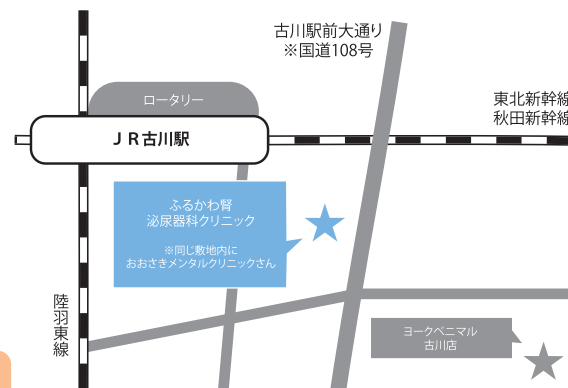 古川駅前大通り
※国道108号
ロータリー
東北新幹線
秋田新幹線
ＪＲ古川駅
ふるかわ腎
泌尿器科クリニック
※同じ敷地内に
おおさきメンタルクリニックさん
陸羽東線
ヨークベニマル
古川店